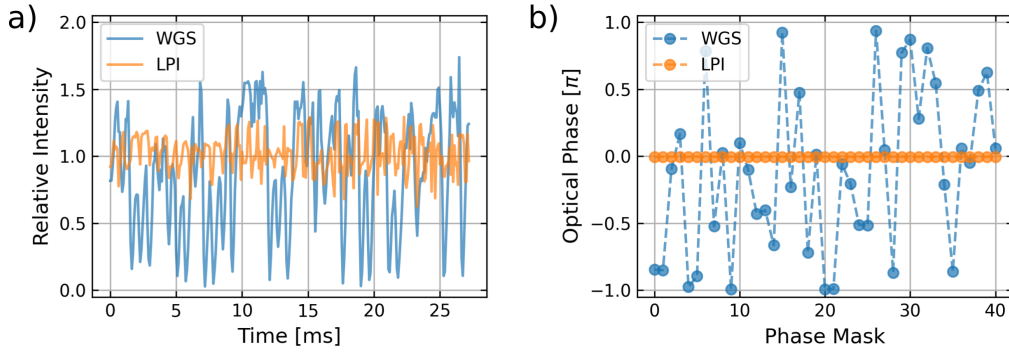 a)
2.0
1.5
1.0
0.5
0.0
Relative Intensity
WGS
LPI
0
5
10
15
20
25
Time [ms]
b)
1.0
0.5
0.0
−0.5
−1.0
Optical Phase [π]
WGS
LPI
0
10
20
30
40
Phase Mask